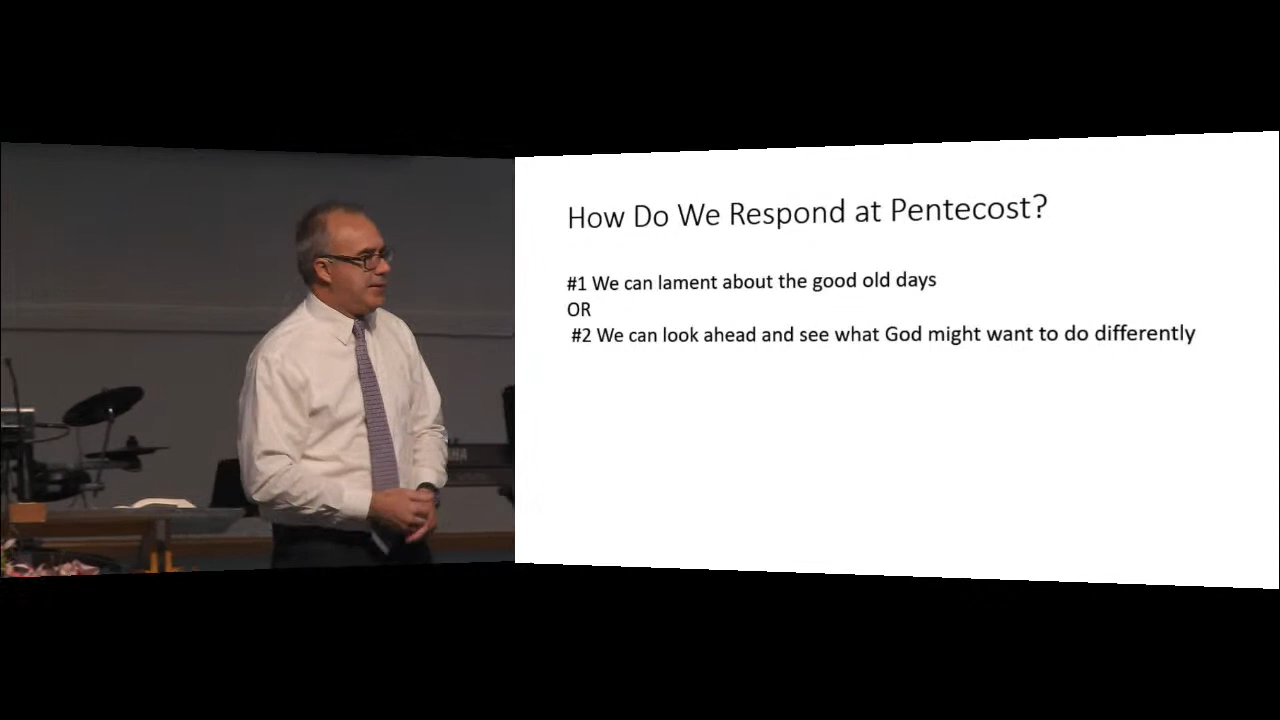 How Do We Respond at Pentecost?
#1 We can lament about the good old days
OR
#2 We can look ahead and see what God might want to do differently